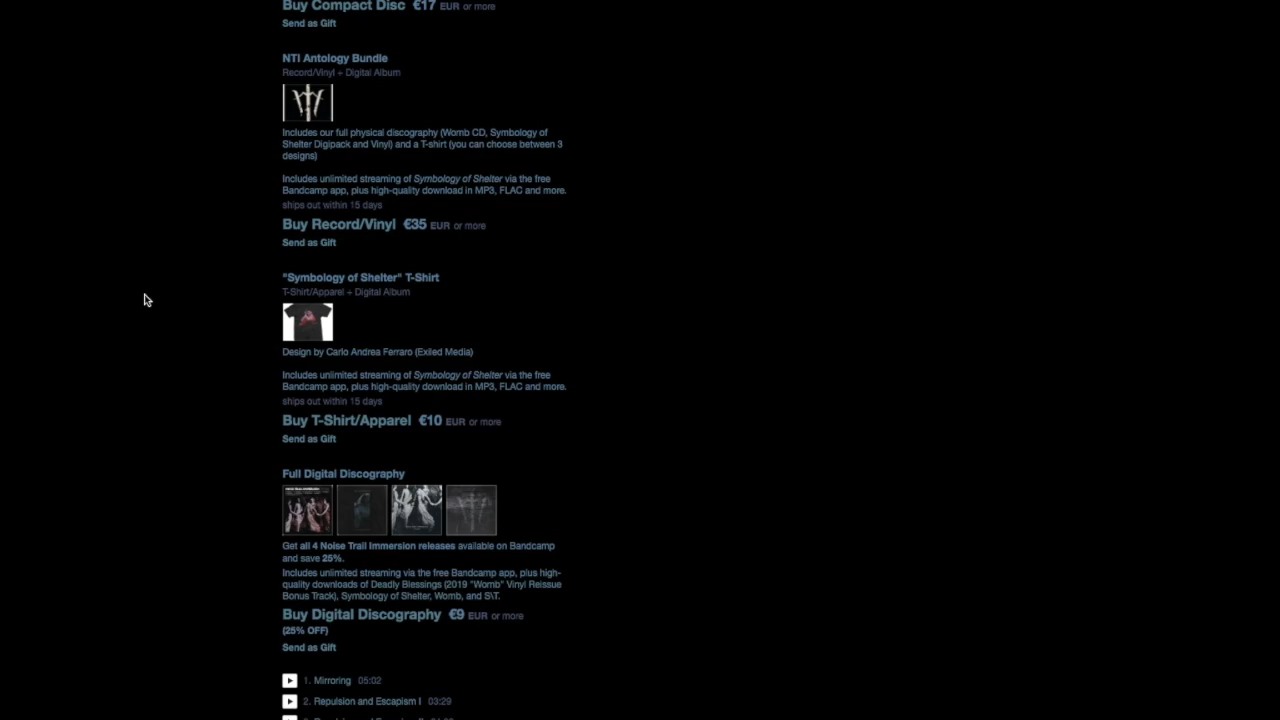 Buy Compact Disc €17 EUR or more
Send as Gift
NTI Antology Bundle
Record/Vinyl + Digital Album
Includes our full physical discography (Womb CD, Symbology of
Shelter Digipack and Vinyl) and a T-shirt (you can choose between 3
designs)
Includes unlimited streaming of Symbology of Shelter via the free
Bandcamp app, plus high-quality download in MP3, FLAC and more.
ships out within 15 days
Buy Record/Vinyl €35 EUR or more
Send as Gift
"Symbology of Shelter" T-Shirt
T-Shirt/Apparel + Digital Album
Design by Carlo Andrea Ferraro (Exiled Media)
Includes unlimited streaming of Symbology of Shelter via the free
Bandcamp app, plus high-quality download in MP3, FLAC and more.
ships out within 15 days
Buy T-Shirt/Apparel €10 EUR or more
Send as Gift
Full Digital Discography
Get all 4 Noise Trail Immersion releases available on Bandcamp
and save 25%.
Includes unlimited streaming via the free Bandcamp app, plus high-
quality downloads of Deadly Blessings (2019 "Womb" Vinyl Reissue
Bonus Track), Symbology of Shelter, Womb, and S\T.
Buy Digital Discography €9 EUR or more
(25% OFF)
Send as Gift
1. Mirroring 05:02
2. Repulsion and Escapism I 03:29